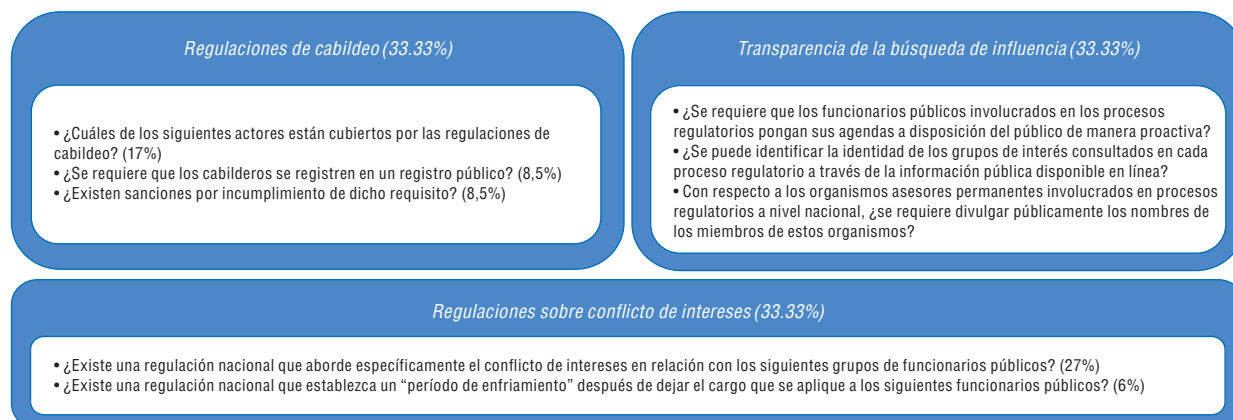 Regulaciones de cabildeo (33.33%)
• ¿Cuáles de los siguientes actores están cubiertos por las regulaciones de
cabildeo? (17%)
• ¿Se requiere que los cabilderos se registren en un registro público? (8,5%)
• ¿Existen sanciones por incumplimiento de dicho requisito? (8,5%)
Transparencia de la búsqueda de influencia (33.33%)
• ¿Se requiere que los funcionarios públicos involucrados en los procesos
regulatorios pongan sus agendas a disposición del público de manera proactiva?
• ¿Se puede identificar la identidad de los grupos de interés consultados en cada
proceso regulatorio a través de la información pública disponible en línea?
• Con respecto a los organismos asesores permanentes involucrados en procesos
regulatorios a nivel nacional, ¿se requiere divulgar públicamente los nombres de
los miembros de estos organismos?
Regulaciones sobre conflicto de intereses (33.33%)
• ¿Existe una regulación nacional que aborde específicamente el conflicto de intereses en relación con los siguientes grupos de funcionarios públicos? (27%)
• ¿Existe una regulación nacional que establezca un “período de enfriamiento” después de dejar el cargo que se aplique a los siguientes funcionarios públicos? (6%)